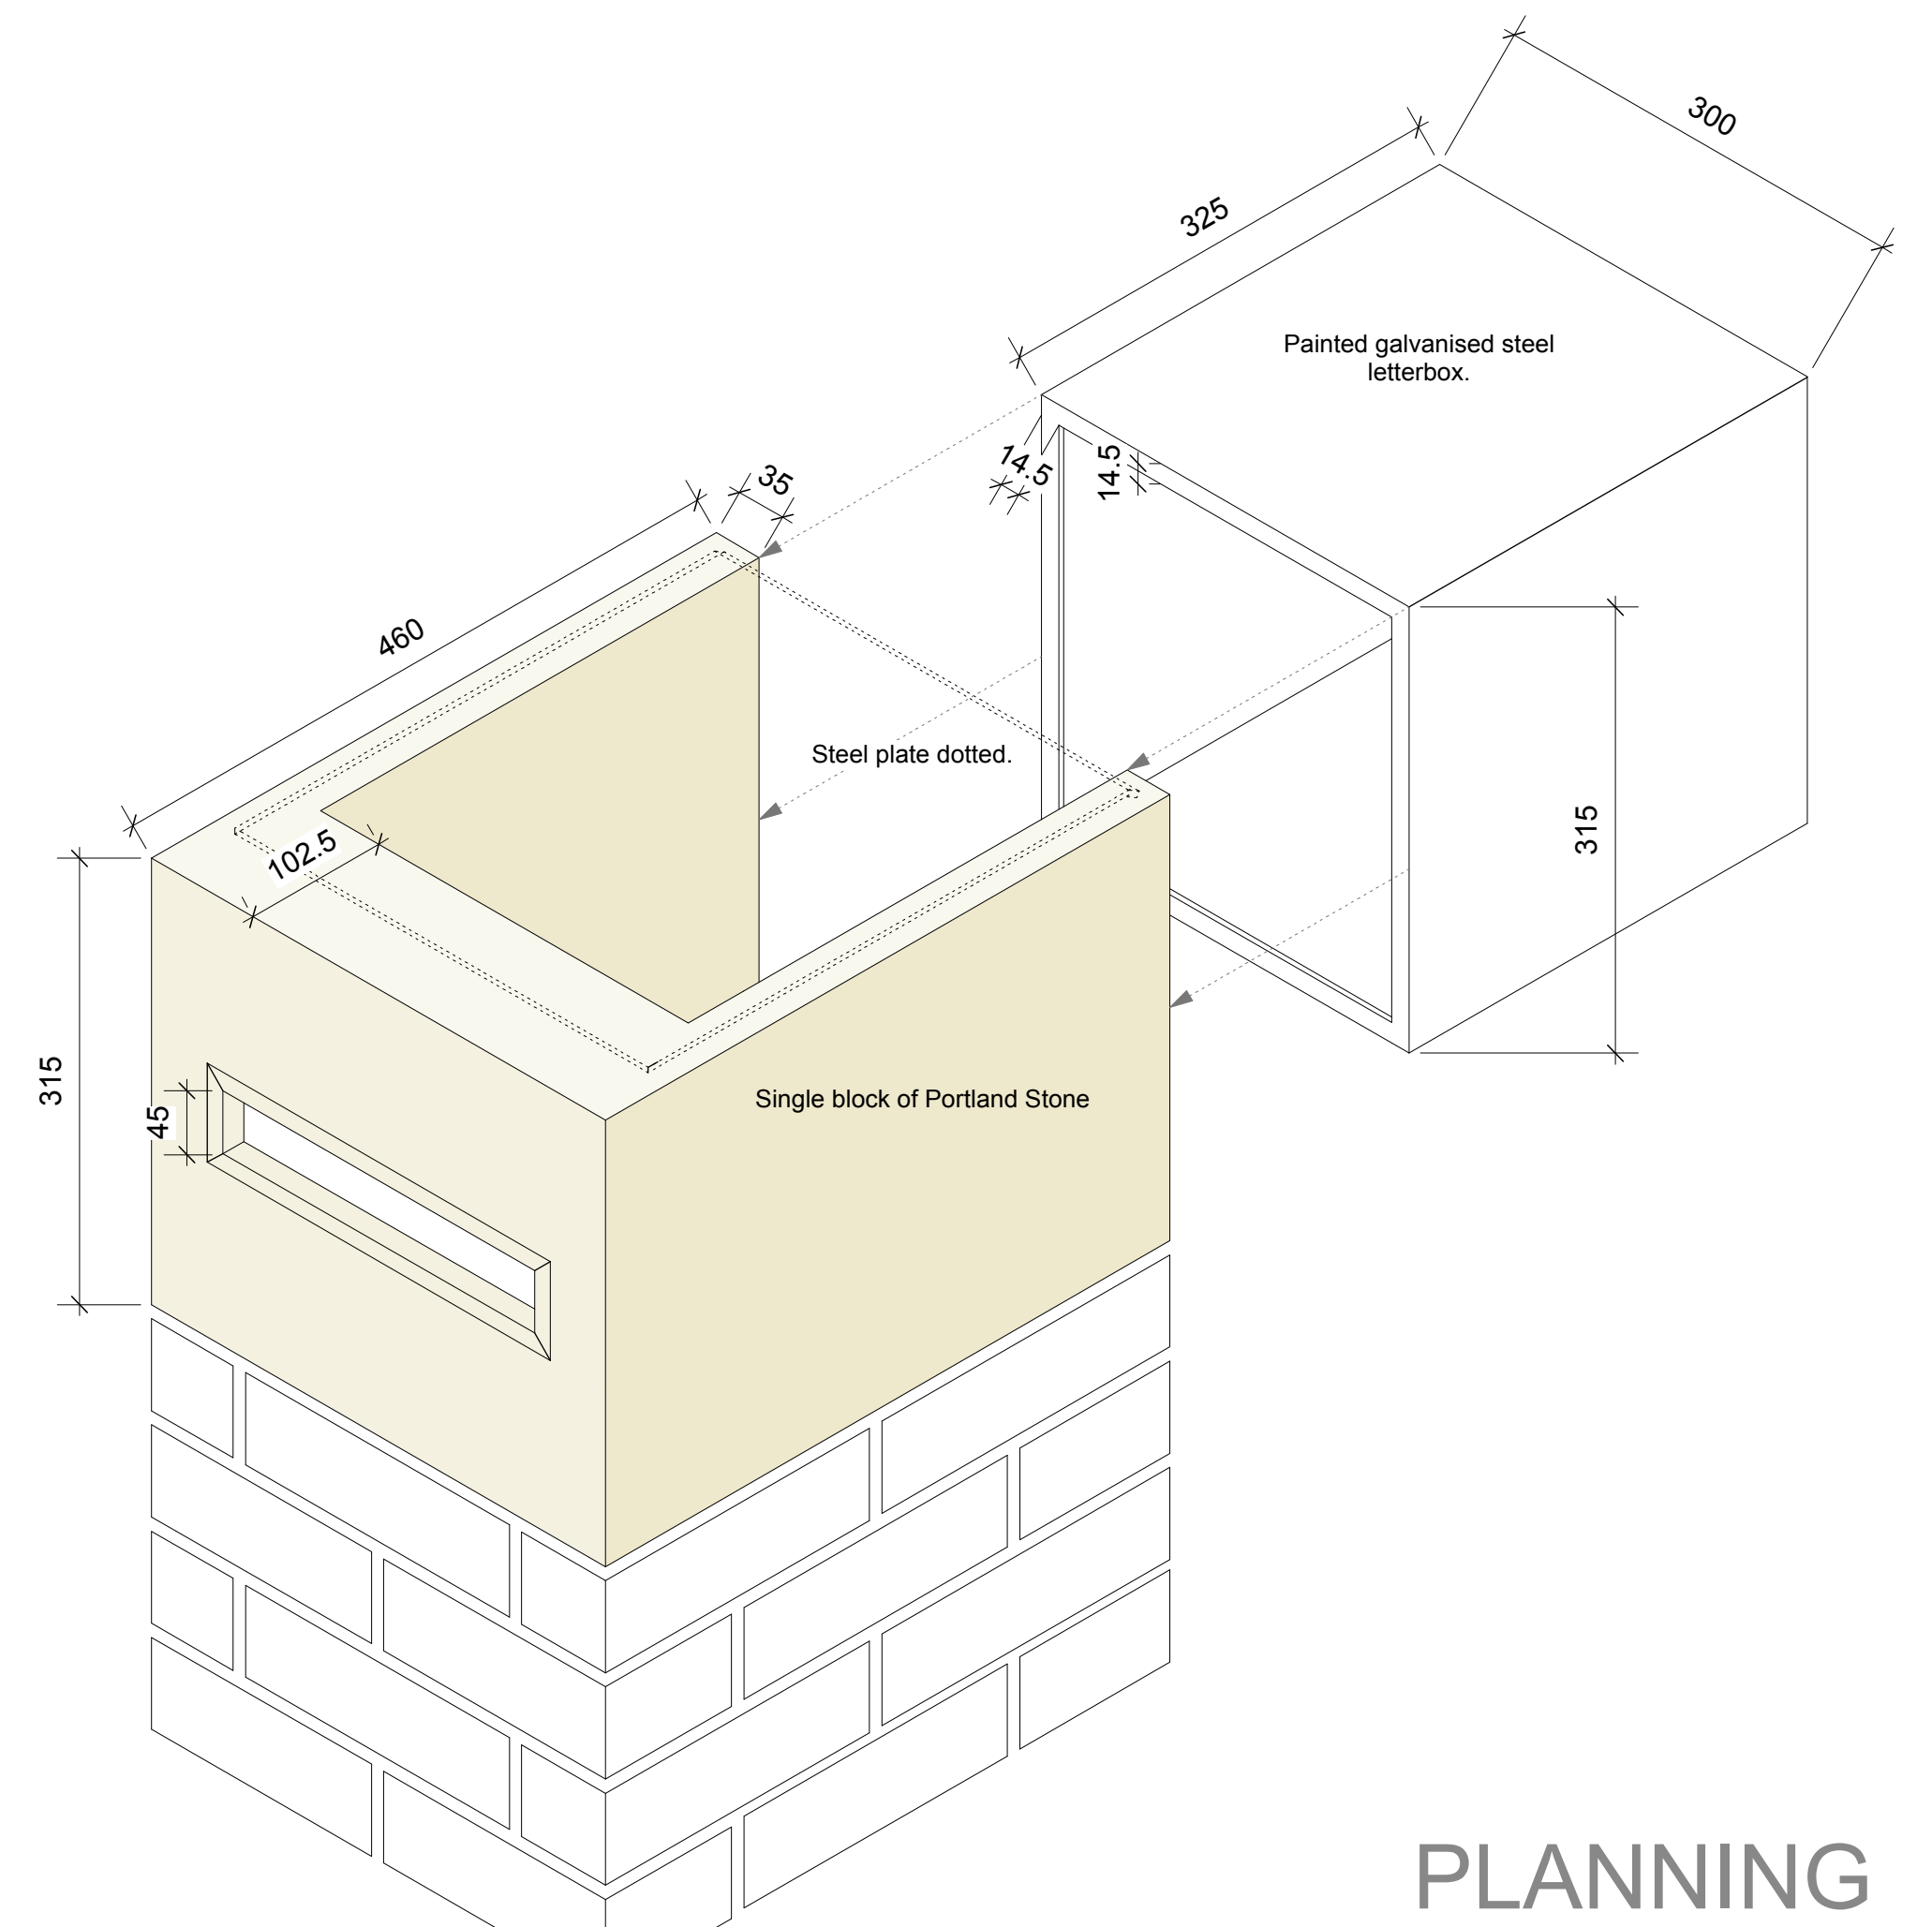 300
325
Painted galvanised steel
letterbox.
14.5
14.5
35
460
Steel plate dotted.
315
102.5
315
45
Single block of Portland Stone
PLANNING